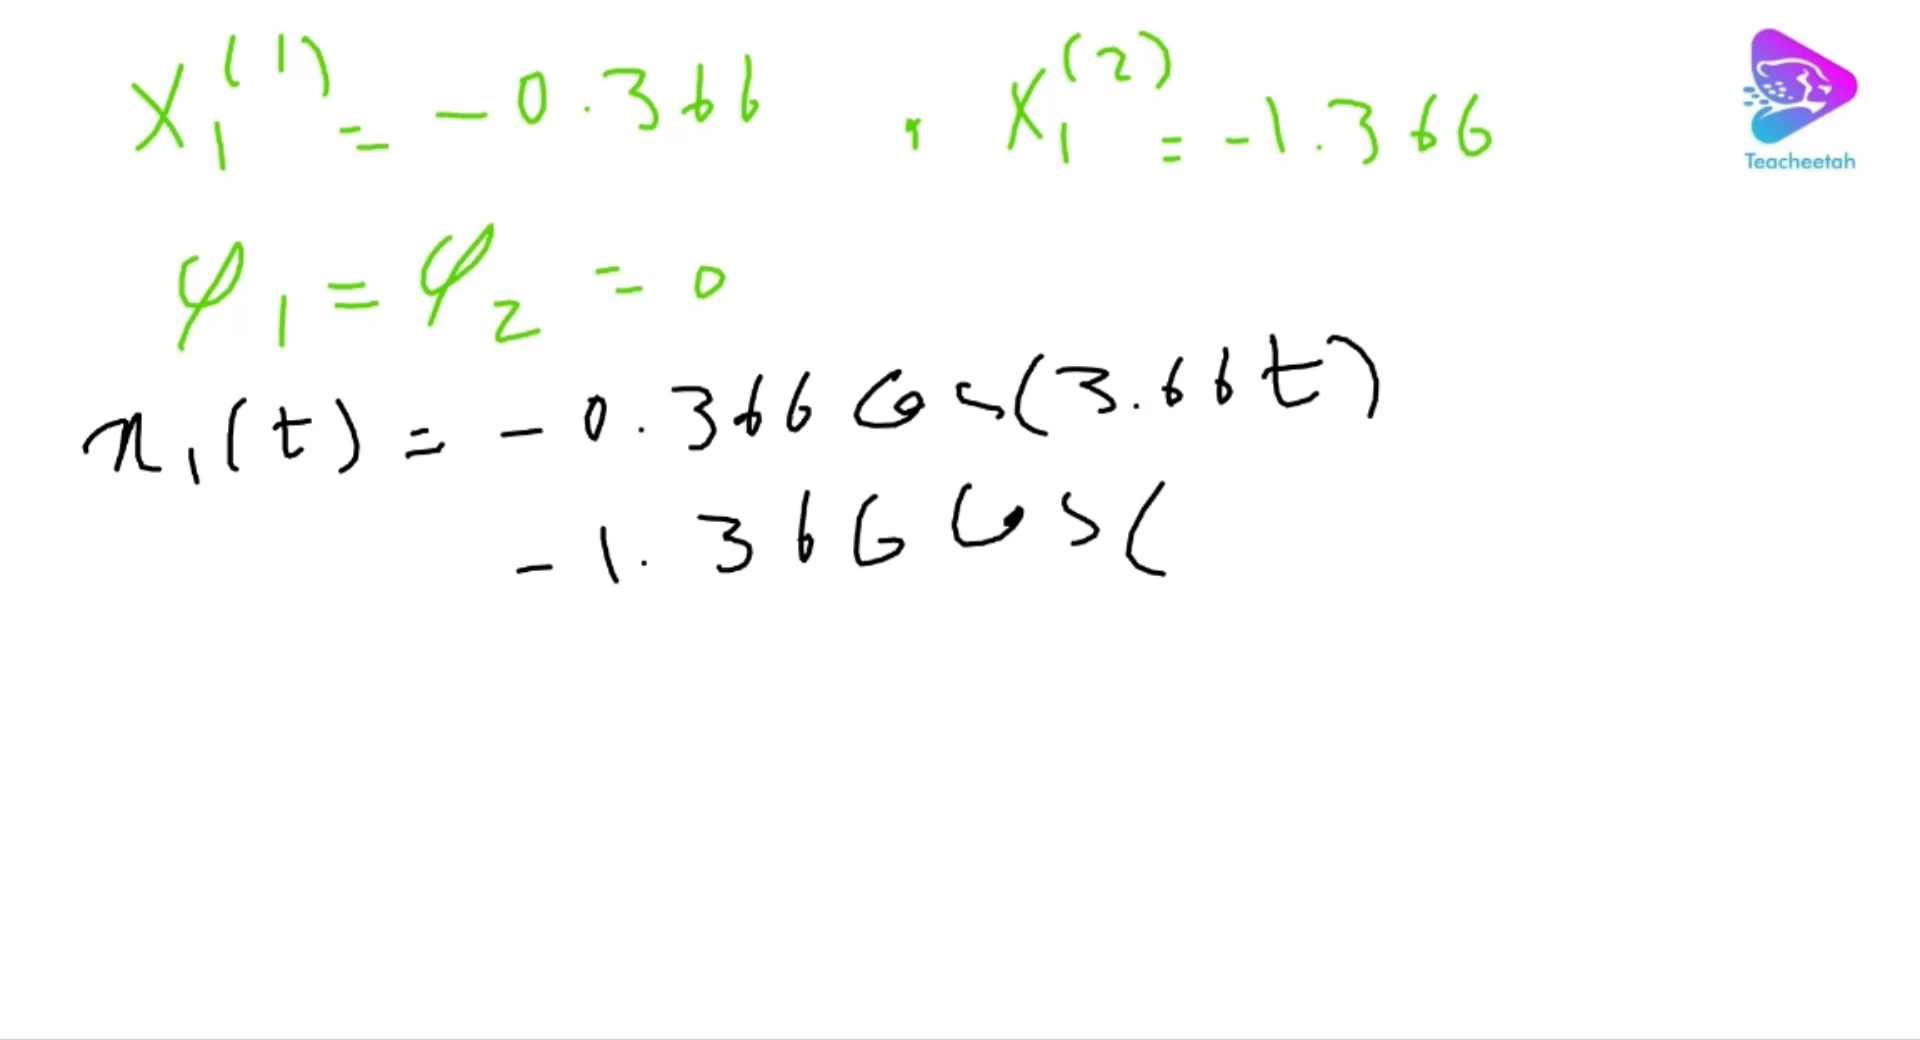 X₁⁽¹⁾ = -0.366 , X₁⁽²⁾ = -1.366
Teacheetah
φ₁ = φ₂ = 0
x₁(t) = -0.366 Cos(3.66t)
-1.366 Cos(